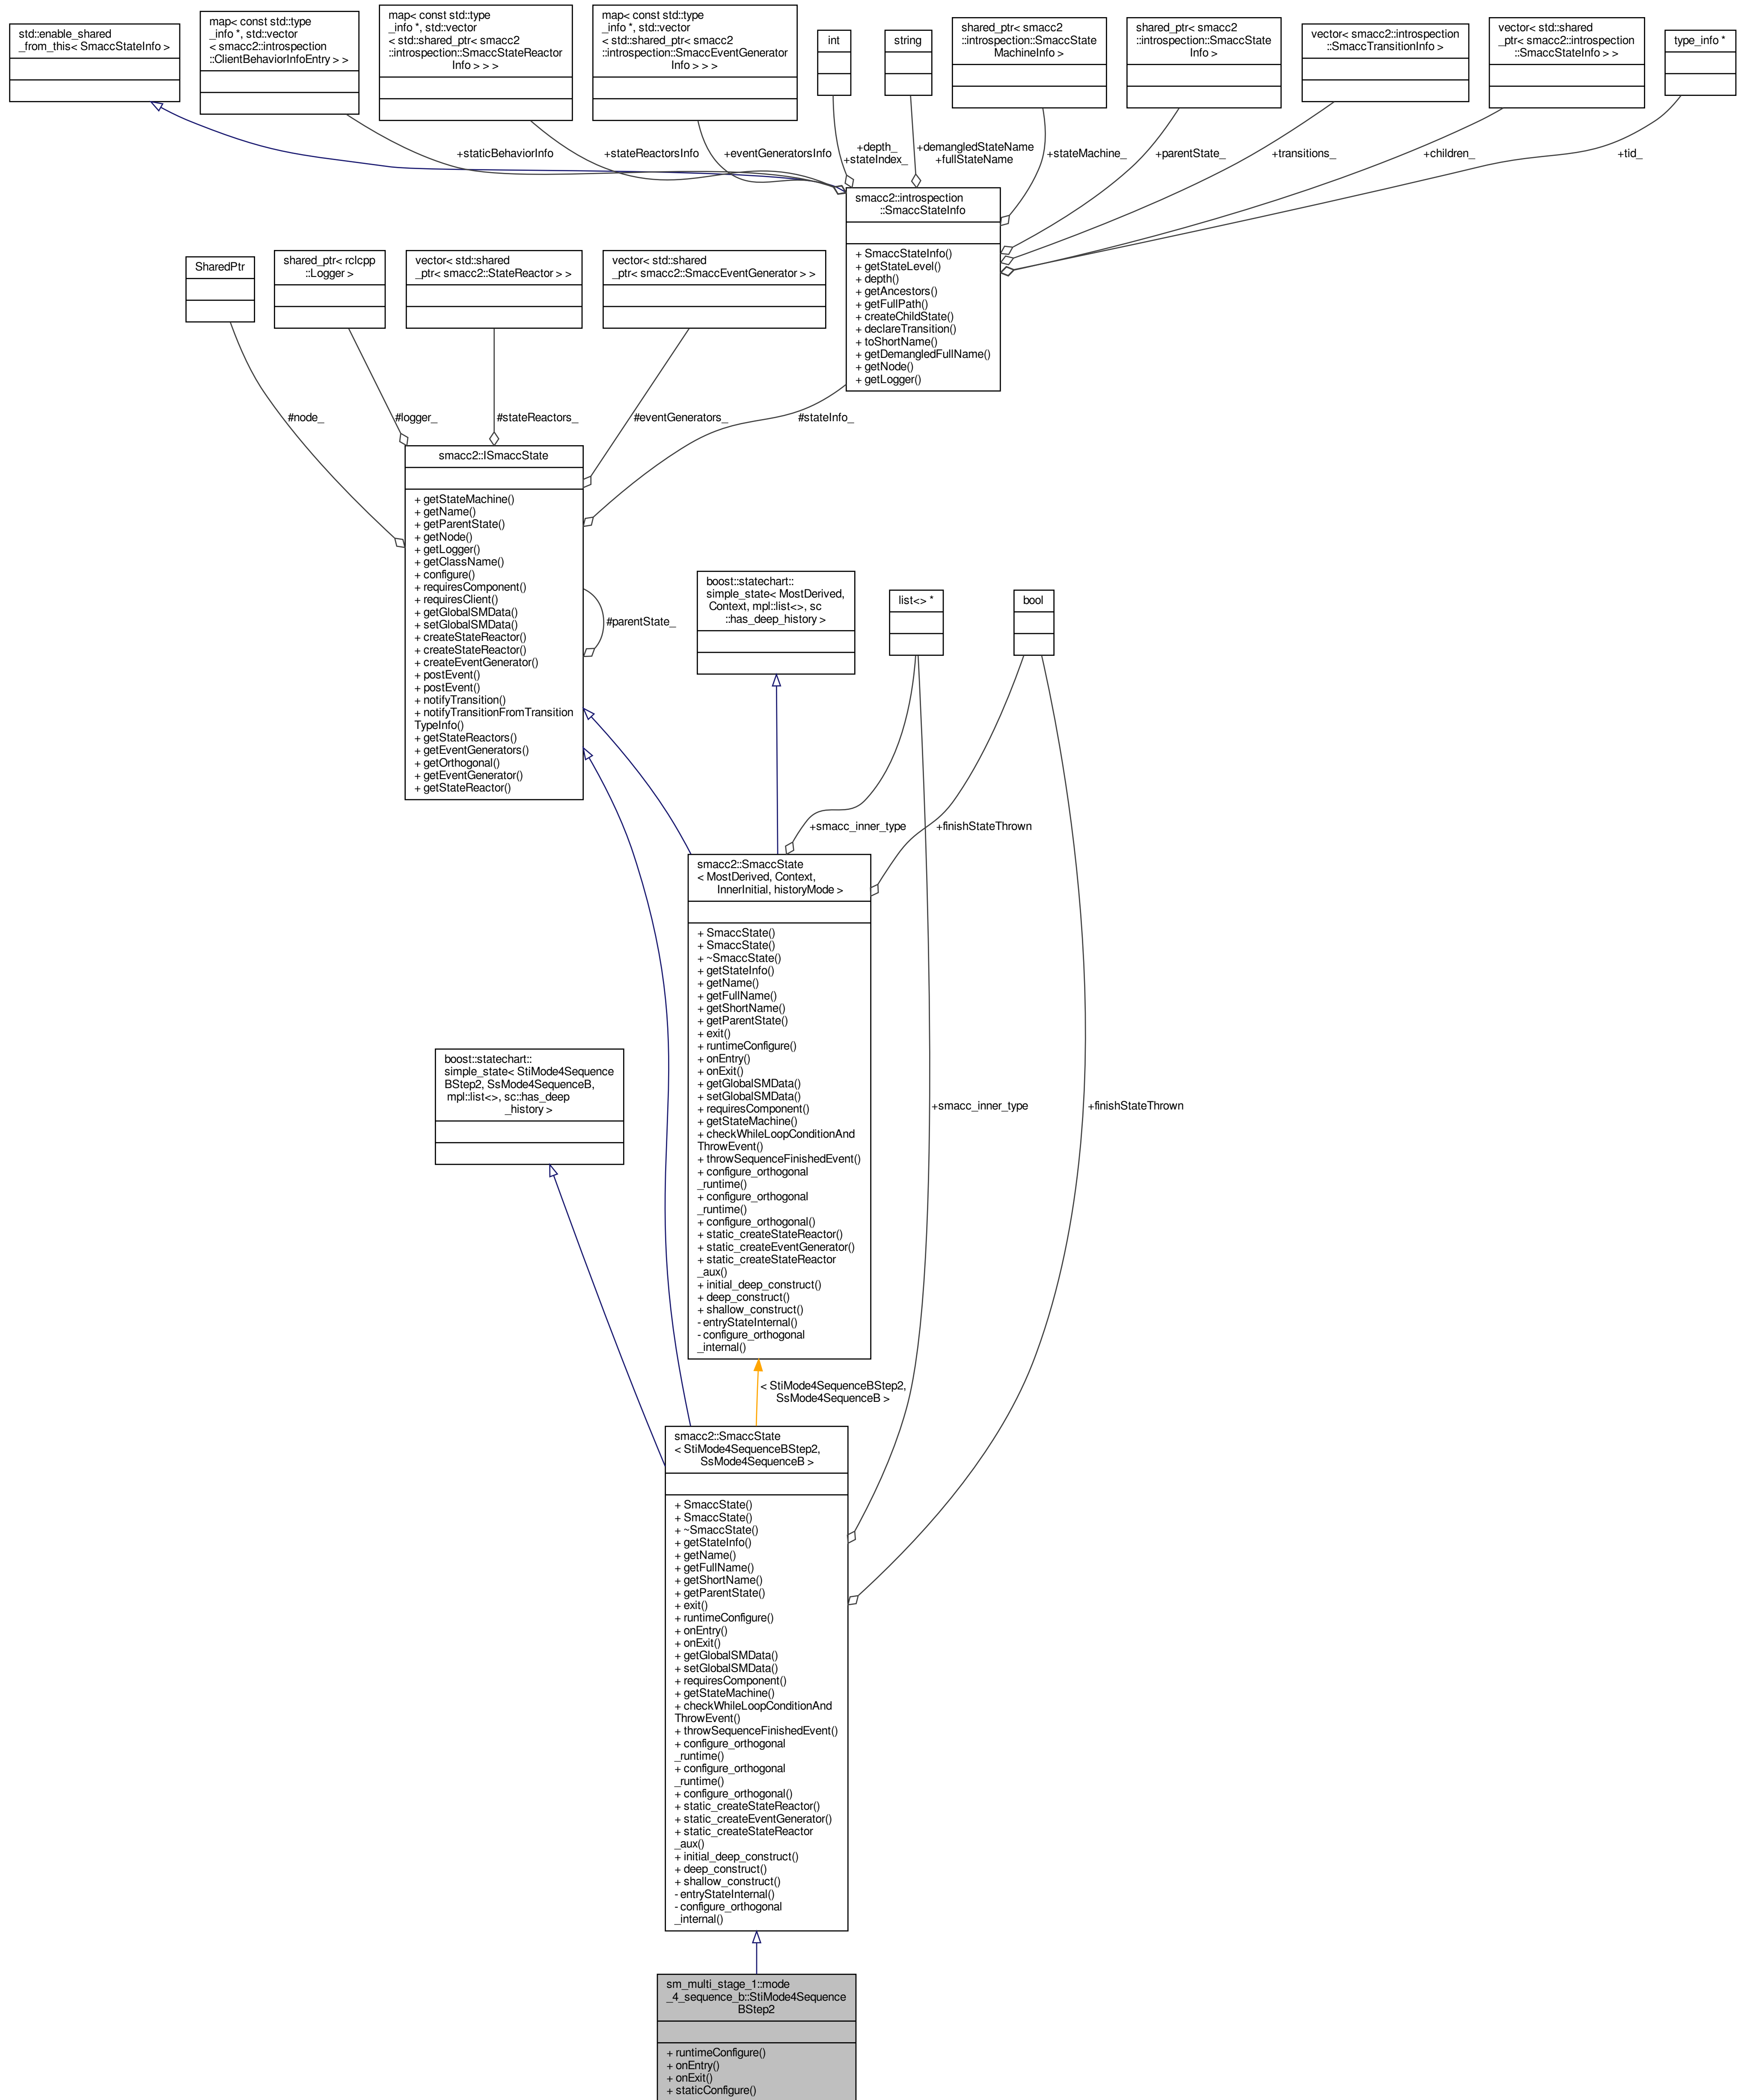 std::enable_shared
_from_this< SmaccStateInfo >
map< const std::type
_info *, std::vector
< smacc2::introspection
::ClientBehaviorInfoEntry > >
map< const std::type
_info *, std::vector
< std::shared_ptr< smacc2
::introspection::SmaccStateReactor
Info > > >
map< const std::type
_info *, std::vector
< std::shared_ptr< smacc2
::introspection::SmaccEventGenerator
Info > > >
int
string
shared_ptr< smacc2
::introspection::SmaccState
MachineInfo >
shared_ptr< smacc2
::introspection::SmaccState
Info >
vector< smacc2::introspection
::SmaccTransitionInfo >
vector< std::shared
_ptr< smacc2::introspection
::SmaccStateInfo > >
type_info *
+staticBehaviorInfo
+stateReactorsInfo
+eventGeneratorsInfo
+depth_
+stateIndex_
+demangledStateName
+fullStateName
+stateMachine_
+parentState_
+transitions_
+children_
+tid_
smacc2::introspection
::SmaccStateInfo
+ SmaccStateInfo()
+ getStateLevel()
+ depth()
+ getAncestors()
+ getFullPath()
+ createChildState()
+ declareTransition()
+ toShortName()
+ getDemangledFullName()
+ getNode()
+ getLogger()
SharedPtr
shared_ptr< rclcpp
::Logger >
vector< std::shared
_ptr< smacc2::StateReactor > >
vector< std::shared
_ptr< smacc2::SmaccEventGenerator > >
#node_
#logger_
#stateReactors_
#eventGenerators_
#stateInfo_
smacc2::ISmaccState
+ getStateMachine()
+ getName()
+ getParentState()
+ getNode()
+ getLogger()
+ getClassName()
+ configure()
+ requiresComponent()
+ requiresClient()
+ getGlobalSMData()
+ setGlobalSMData()
+ createStateReactor()
+ createStateReactor()
+ createEventGenerator()
+ postEvent()
+ postEvent()
+ notifyTransition()
+ notifyTransitionFromTransition
TypeInfo()
+ getStateReactors()
+ getEventGenerators()
+ getOrthogonal()
+ getEventGenerator()
+ getStateReactor()
#parentState_
boost::statechart::
simple_state< MostDerived,
Context, mpl::list<>, sc
::has_deep_history >
list<> *
bool
+smacc_inner_type
+finishStateThrown
smacc2::SmaccState
< MostDerived, Context,
InnerInitial, historyMode >
+ SmaccState()
+ SmaccState()
+ ~SmaccState()
+ getStateInfo()
+ getName()
+ getFullName()
+ getShortName()
+ getParentState()
+ exit()
+ runtimeConfigure()
+ onEntry()
+ onExit()
+ getGlobalSMData()
+ setGlobalSMData()
+ requiresComponent()
+ getStateMachine()
+ checkWhileLoopConditionAnd
ThrowEvent()
+ throwSequenceFinishedEvent()
+ configure_orthogonal
_runtime()
+ configure_orthogonal
_runtime()
+ configure_orthogonal()
+ static_createStateReactor()
+ static_createEventGenerator()
+ static_createStateReactor
_aux()
+ initial_deep_construct()
+ deep_construct()
+ shallow_construct()
- entryStateInternal()
- configure_orthogonal
_internal()
boost::statechart::
simple_state< StiMode4Sequence
BStep2, SsMode4SequenceB,
mpl::list<>, sc::has_deep
_history >
+smacc_inner_type
+finishStateThrown
< StiMode4SequenceBStep2,
SsMode4SequenceB >
smacc2::SmaccState
< StiMode4SequenceBStep2,
SsMode4SequenceB >
+ SmaccState()
+ SmaccState()
+ ~SmaccState()
+ getStateInfo()
+ getName()
+ getFullName()
+ getShortName()
+ getParentState()
+ exit()
+ runtimeConfigure()
+ onEntry()
+ onExit()
+ getGlobalSMData()
+ setGlobalSMData()
+ requiresComponent()
+ getStateMachine()
+ checkWhileLoopConditionAnd
ThrowEvent()
+ throwSequenceFinishedEvent()
+ configure_orthogonal
_runtime()
+ configure_orthogonal
_runtime()
+ configure_orthogonal()
+ static_createStateReactor()
+ static_createEventGenerator()
+ static_createStateReactor
_aux()
+ initial_deep_construct()
+ deep_construct()
+ shallow_construct()
- entryStateInternal()
- configure_orthogonal
_internal()
sm_multi_stage_1::mode
_4_sequence_b::StiMode4Sequence
BStep2
+ runtimeConfigure()
+ onEntry()
+ onExit()
+ staticConfigure()